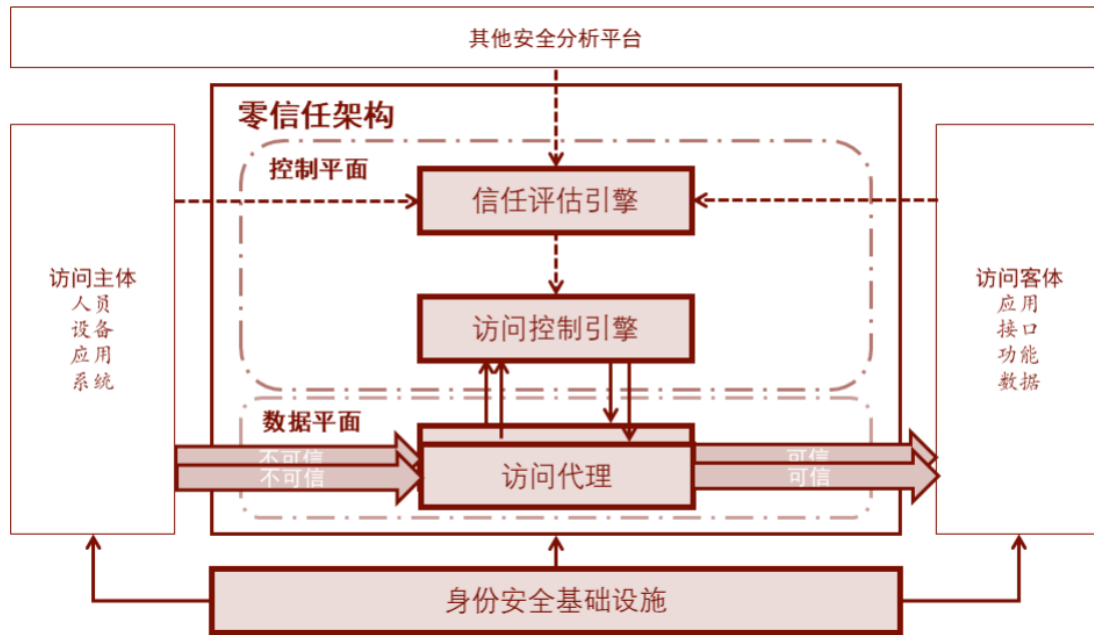 其他安全分析平台
零信任架构
控制平面
信任评估引擎
访问主体
人员
设备
应用
系统
访问客体
应用
接口
功能
数据
访问控制引擎
数据平面
不可信
不可信
访问代理
可信
可信
身份安全基础设施